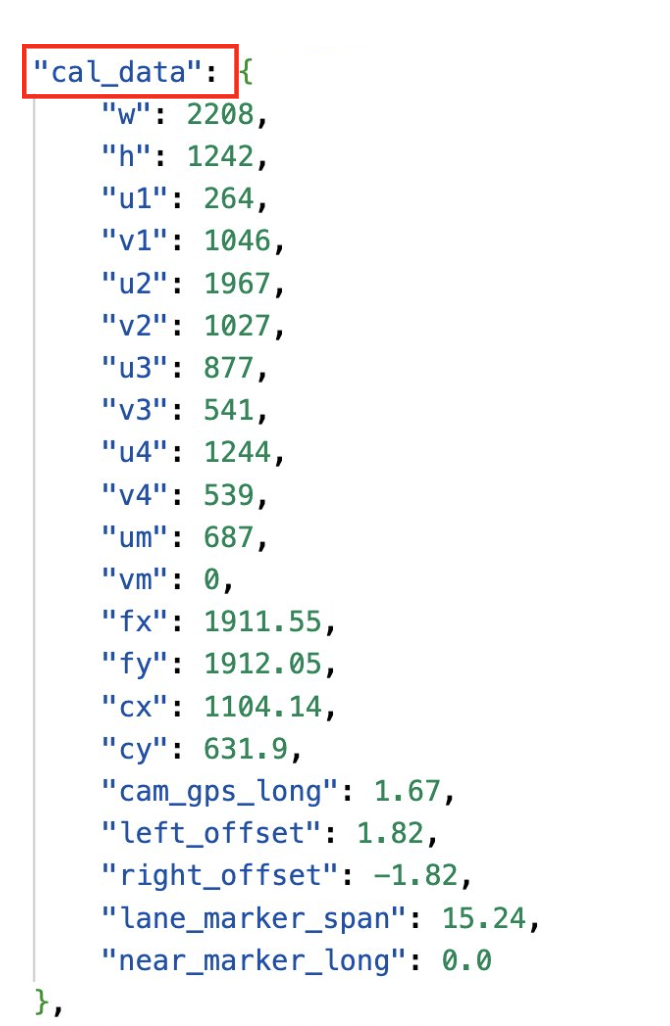 "cal_data": {
"w": 2208,
"h": 1242,
"u1": 264,
"v1": 1046,
"u2": 1967,
"v2": 1027,
"u3": 877,
"v3": 541,
"u4": 1244,
"v4": 539,
"um": 687,
"vm": 0,
"fx": 1911.55,
"fy": 1912.05,
"cx": 1104.14,
"cy": 631.9,
"cam_gps_long": 1.67,
"left_offset": 1.82,
"right_offset": −1.82,
"lane_marker_span": 15.24,
"near_marker_long": 0.0
},